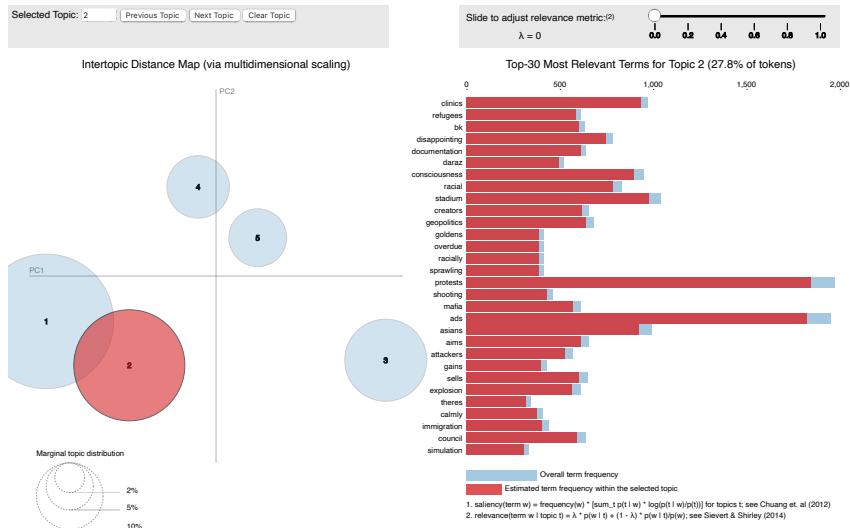 Selected Topic: 2 Previous Topic Next Topic Clear Topic
Slide to adjust relevance metric:(2)
λ = 0
0.0 0.2 0.4 0.6 0.8 1.0
Intertopic Distance Map (via multidimensional scaling)
PC2
PC1
4
5
1
2
3
Marginal topic distribution
2%
5%
10%
Top-30 Most Relevant Terms for Topic 2 (27.8% of tokens)
0 500 1,000 1,500 2,000
clinics
refugees
bk
disappointing
documentation
daraz
consciousness
racial
stadium
creators
geopolitics
goldens
overdue
racially
sprawling
protests
shooting
mafia
ads
asians
aims
attackers
gains
sells
explosion
theres
calmly
immigration
council
simulation
Overall term frequency
Estimated term frequency within the selected topic
1. saliency(term w) = frequency(w) * [sum_t p(t | w) * log(p(t | w)/p(t))] for topics t; see Chuang et. al (2012)
2. relevance(term w | topic t) = λ * p(w | t) + (1 - λ) * p(w | t)/p(w); see Sievert & Shirley (2014)